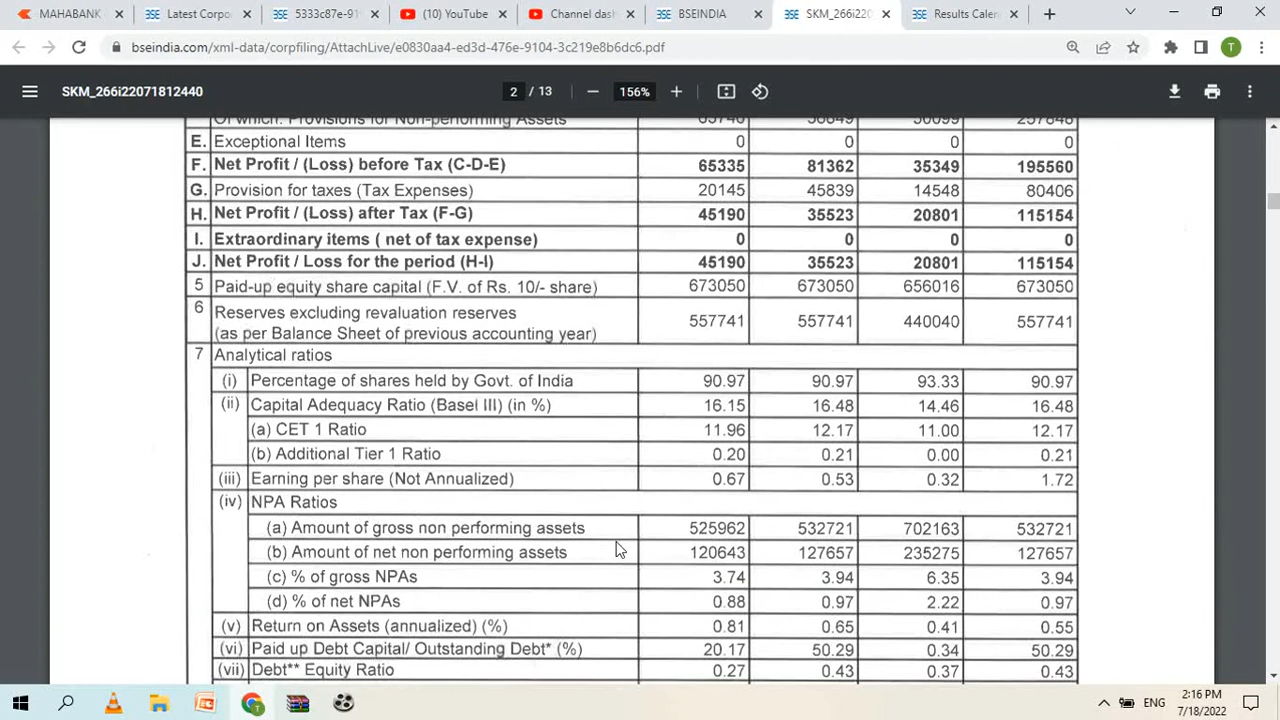 MAHABANK
Latest Corpo
5333c87e-91
(10) YouTube
Channel das
BSEINDIA
SKM_266i220
Results Calen
bseindia.com/xml-data/corpfiling/AttachLive/e0830aa4-ed3d-476e-9104-3c219e8b6dc6.pdf
T
SKM_266i22071812440
2 / 13
156%
Of which: Provisions for Non-performing Assets
E. Exceptional Items 0 0 0 0
F. Net Profit / (Loss) before Tax (C-D-E) 65335 81362 35349 195560
G. Provision for taxes (Tax Expenses) 20145 45839 14548 80406
H. Net Profit / (Loss) after Tax (F-G) 45190 35523 20801 115154
I. Extraordinary items ( net of tax expense) 0 0 0 0
J. Net Profit / Loss for the period (H-I) 45190 35523 20801 115154
5 Paid-up equity share capital (F.V. of Rs. 10/- share) 673050 673050 656016 673050
6 Reserves excluding revaluation reserves
(as per Balance Sheet of previous accounting year) 557741 557741 440040 557741
7 Analytical ratios
(i) Percentage of shares held by Govt. of India 90.97 90.97 93.33 90.97
(ii) Capital Adequacy Ratio (Basel III) (in %) 16.15 16.48 14.46 16.48
(a) CET 1 Ratio 11.96 12.17 11.00 12.17
(b) Additional Tier 1 Ratio 0.20 0.21 0.00 0.21
(iii) Earning per share (Not Annualized) 0.67 0.53 0.32 1.72
(iv) NPA Ratios
(a) Amount of gross non performing assets 525962 532721 702163 532721
(b) Amount of net non performing assets 120643 127657 235275 127657
(c) % of gross NPAs 3.74 3.94 6.35 3.94
(d) % of net NPAs 0.88 0.97 2.22 0.97
(v) Return on Assets (annualized) (%) 0.81 0.65 0.41 0.55
(vi) Paid up Debt Capital/ Outstanding Debt* (%) 20.17 50.29 0.34 50.29
(vii) Debt** Equity Ratio 0.27 0.43 0.37 0.43
ENG
2:16 PM
7/18/2022